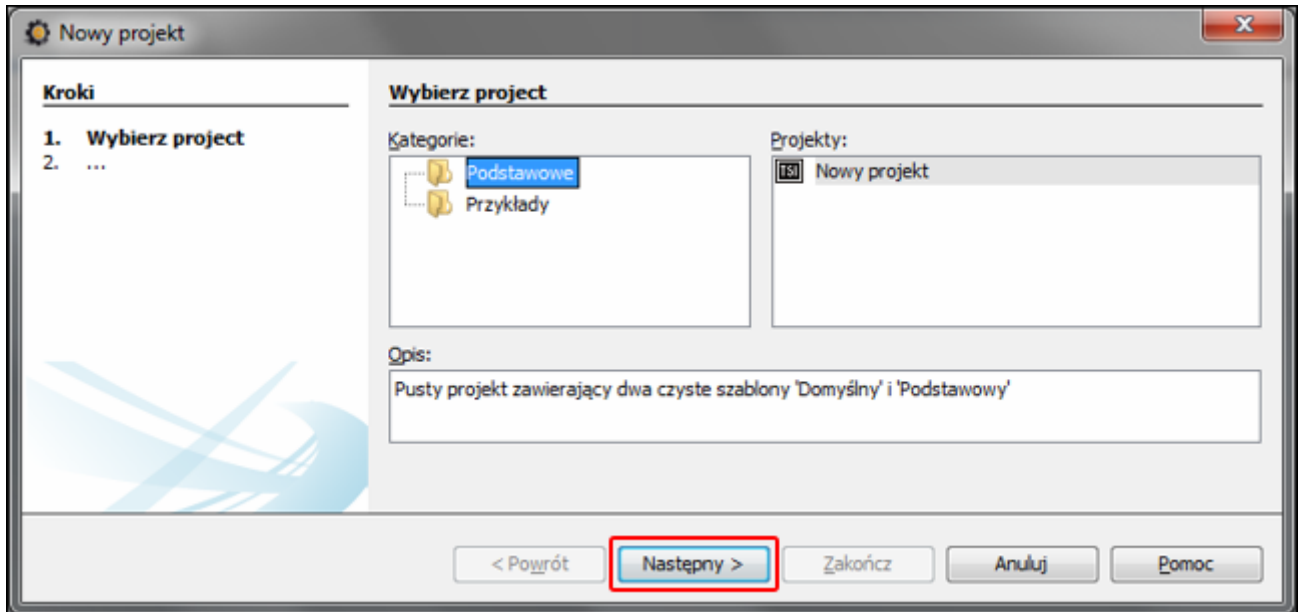 Nowy projekt
Kroki
1. Wybierz project
2. ...
Wybierz project
Kategorie:
Podstawowe
Przykłady
Projekty:
TSI Nowy projekt
Opis:
Pusty projekt zawierający dwa czyste szablony 'Domyślny' i 'Podstawowy'
< Powrót Następny > Zakończ Anuluj Pomoc